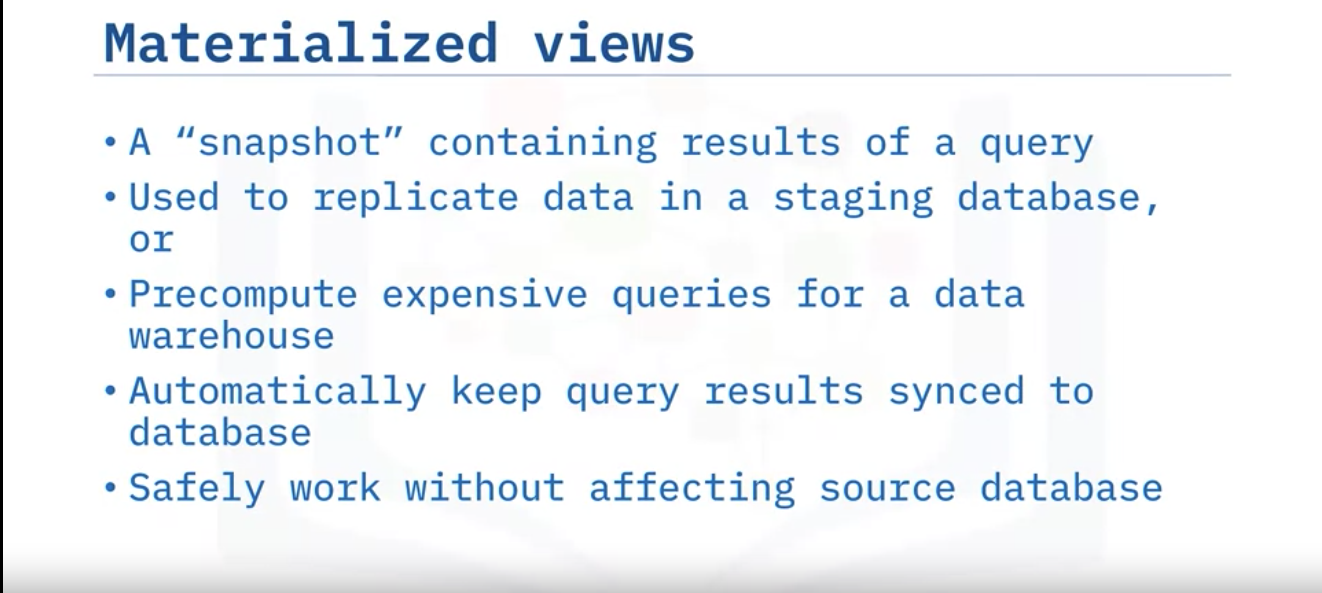 Materialized views
• A “snapshot” containing results of a query
• Used to replicate data in a staging database,
or
• Precompute expensive queries for a data
warehouse
• Automatically keep query results synced to
database
• Safely work without affecting source database